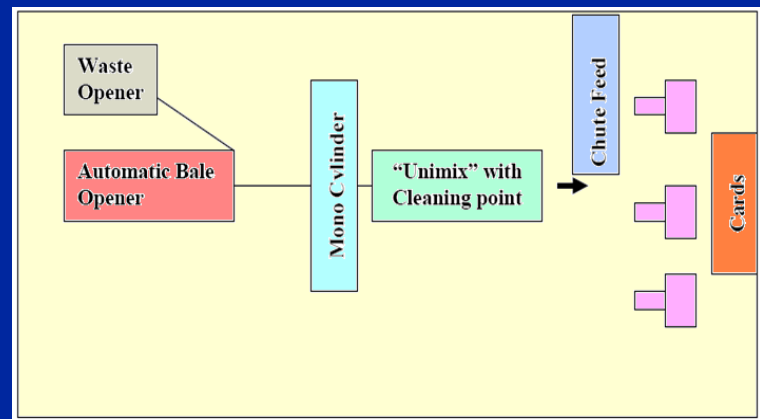 Waste
Opener
Automatic Bale
Opener
Mono Cylinder
“Unimix” with
Cleaning point
Chute Feed
Cards